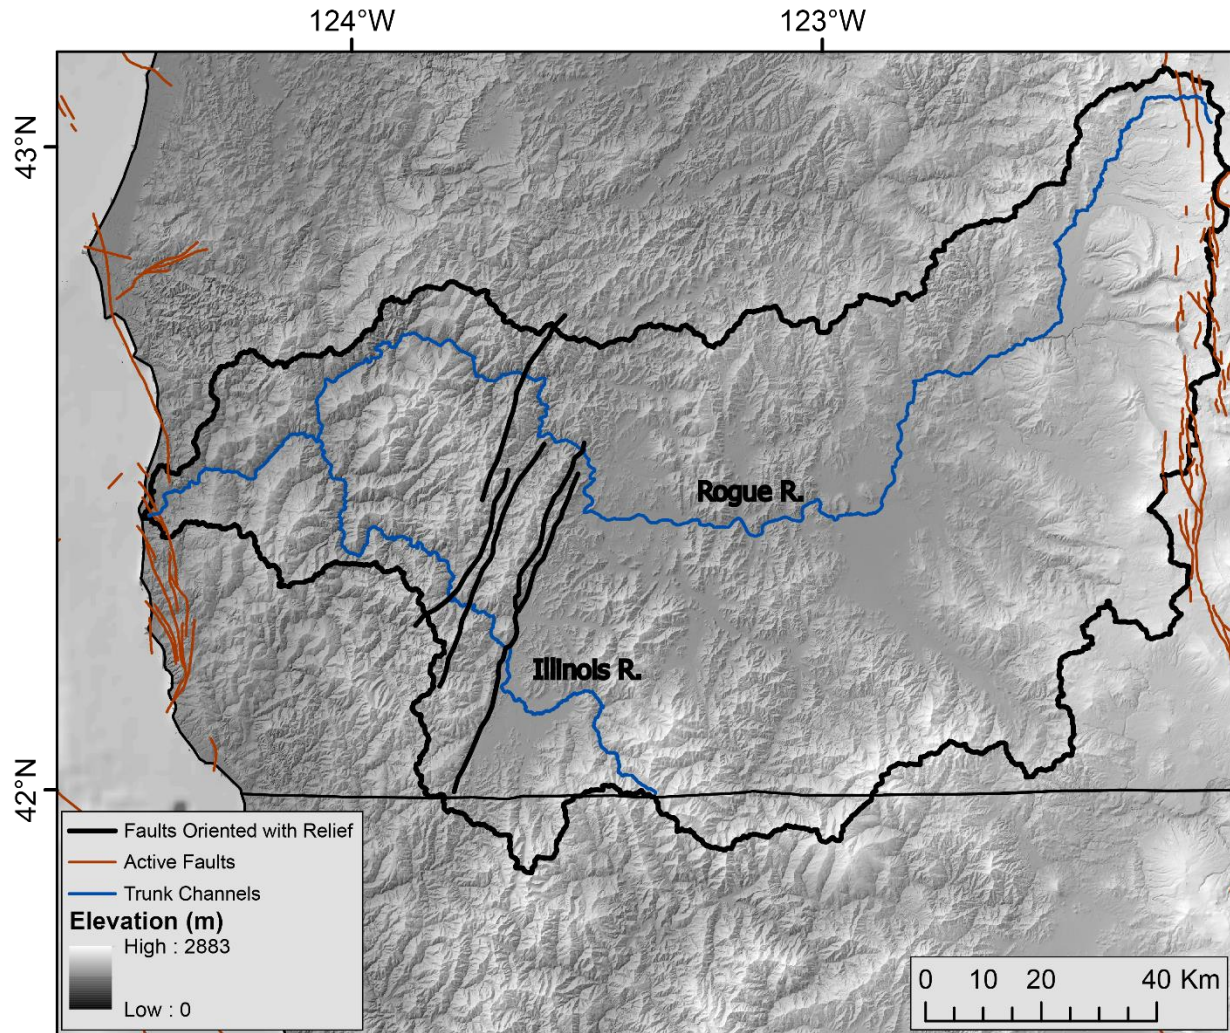 124°W 123°W
43°N
Rogue R.
Illinois R.
42°N
Faults Oriented with Relief
Active Faults
Trunk Channels
Elevation (m)
High : 2883
Low : 0
0 10 20 40 Km